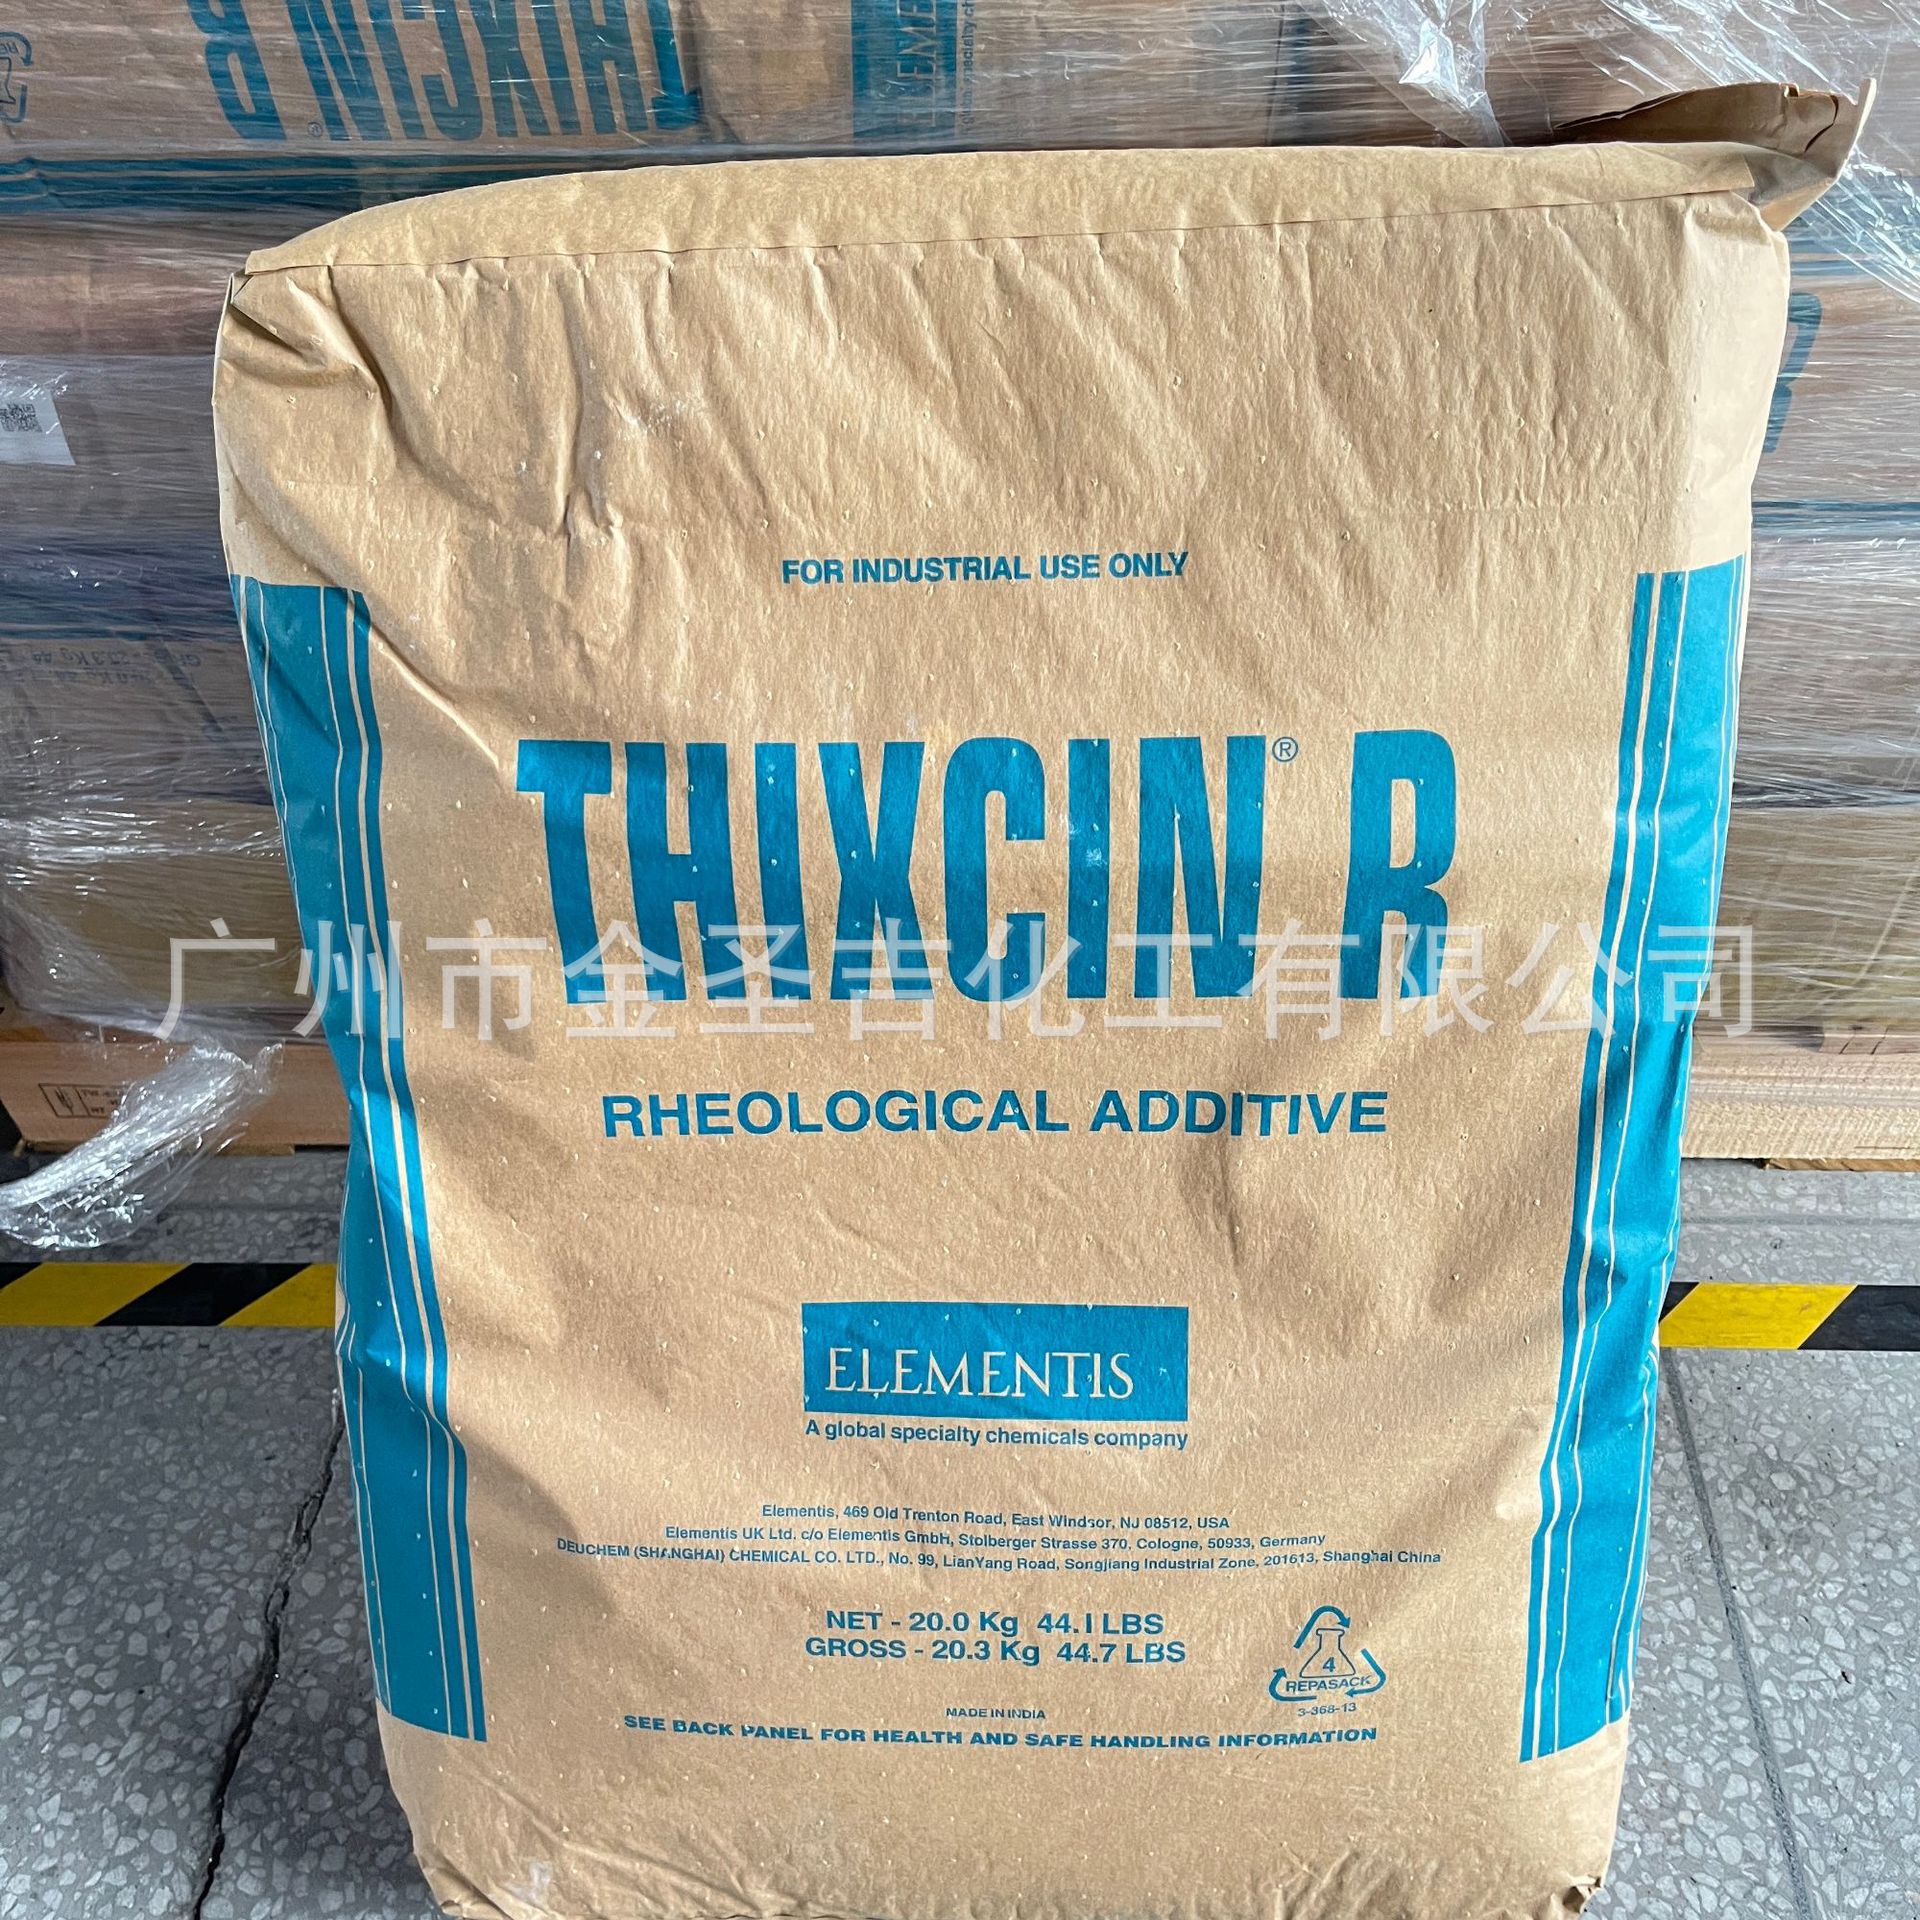 THIXCIN® R
ELEME
FOR INDUSTRIAL USE ONLY
THIXCIN® R
广州市金圣吉化工有限公司
RHEOLOGICAL ADDITIVE
ELEMENTIS
A global specialty chemicals company
Elementis, 469 Old Trenton Road, East Windsor, NJ 08512, USA
Elementis UK Ltd. c/o Elementis GmbH, Stolberger Strasse 370, Cologne, 50933, Germany
DEUCHEM (SHANGHAI) CHEMICAL CO. LTD., No. 99, LianYang Road, Songjiang Industrial Zone, 201613, Shanghai China
NET - 20.0 Kg 44.1 LBS
GROSS - 20.3 Kg 44.7 LBS
4
REPASACK
3-368-13
MADE IN INDIA
SEE BACK PANEL FOR HEALTH AND SAFE HANDLING INFORMATION